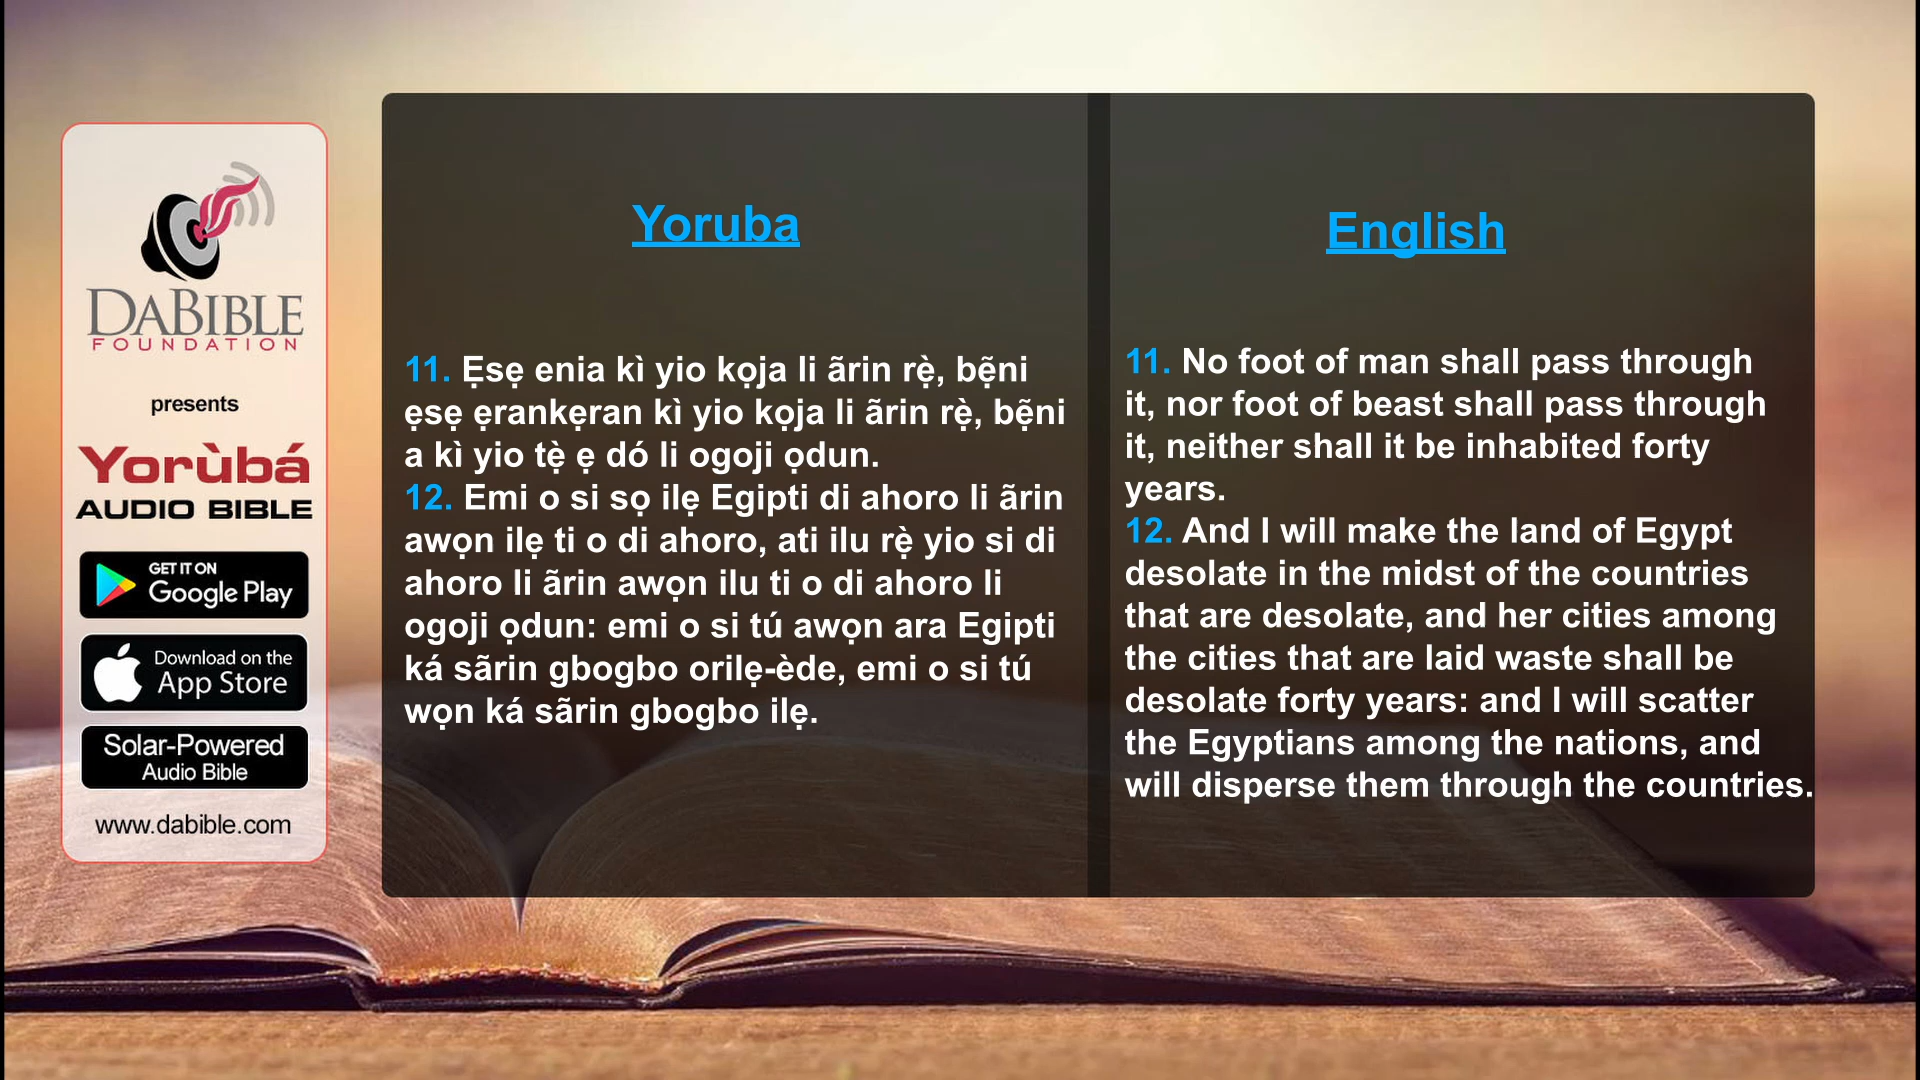 DABIBLE
FOUNDATION
presents
Yorùbá
AUDIO BIBLE
GET IT ON
Google Play
Download on the
App Store
Solar-Powered
Audio Bible
www.dabible.com
Yoruba
11. Ẹsẹ enia kì yio kọja li ãrin rẹ̀, bẹ̃ni
ẹsẹ ẹrankẹran kì yio kọja li ãrin rẹ̀, bẹ̃ni
a kì yio tẹ̀ ẹ dó li ogoji ọdun.
12. Emi o si sọ ilẹ Egipti di ahoro li ãrin
awọn ilẹ ti o di ahoro, ati ilu rẹ̀ yio si di
ahoro li ãrin awọn ilu ti o di ahoro li
ogoji ọdun: emi o si tú awọn ara Egipti
ká sãrin gbogbo orilẹ-ède, emi o si tú
wọn ká sãrin gbogbo ilẹ.
English
11. No foot of man shall pass through
it, nor foot of beast shall pass through
it, neither shall it be inhabited forty
years.
12. And I will make the land of Egypt
desolate in the midst of the countries
that are desolate, and her cities among
the cities that are laid waste shall be
desolate forty years: and I will scatter
the Egyptians among the nations, and
will disperse them through the countries.